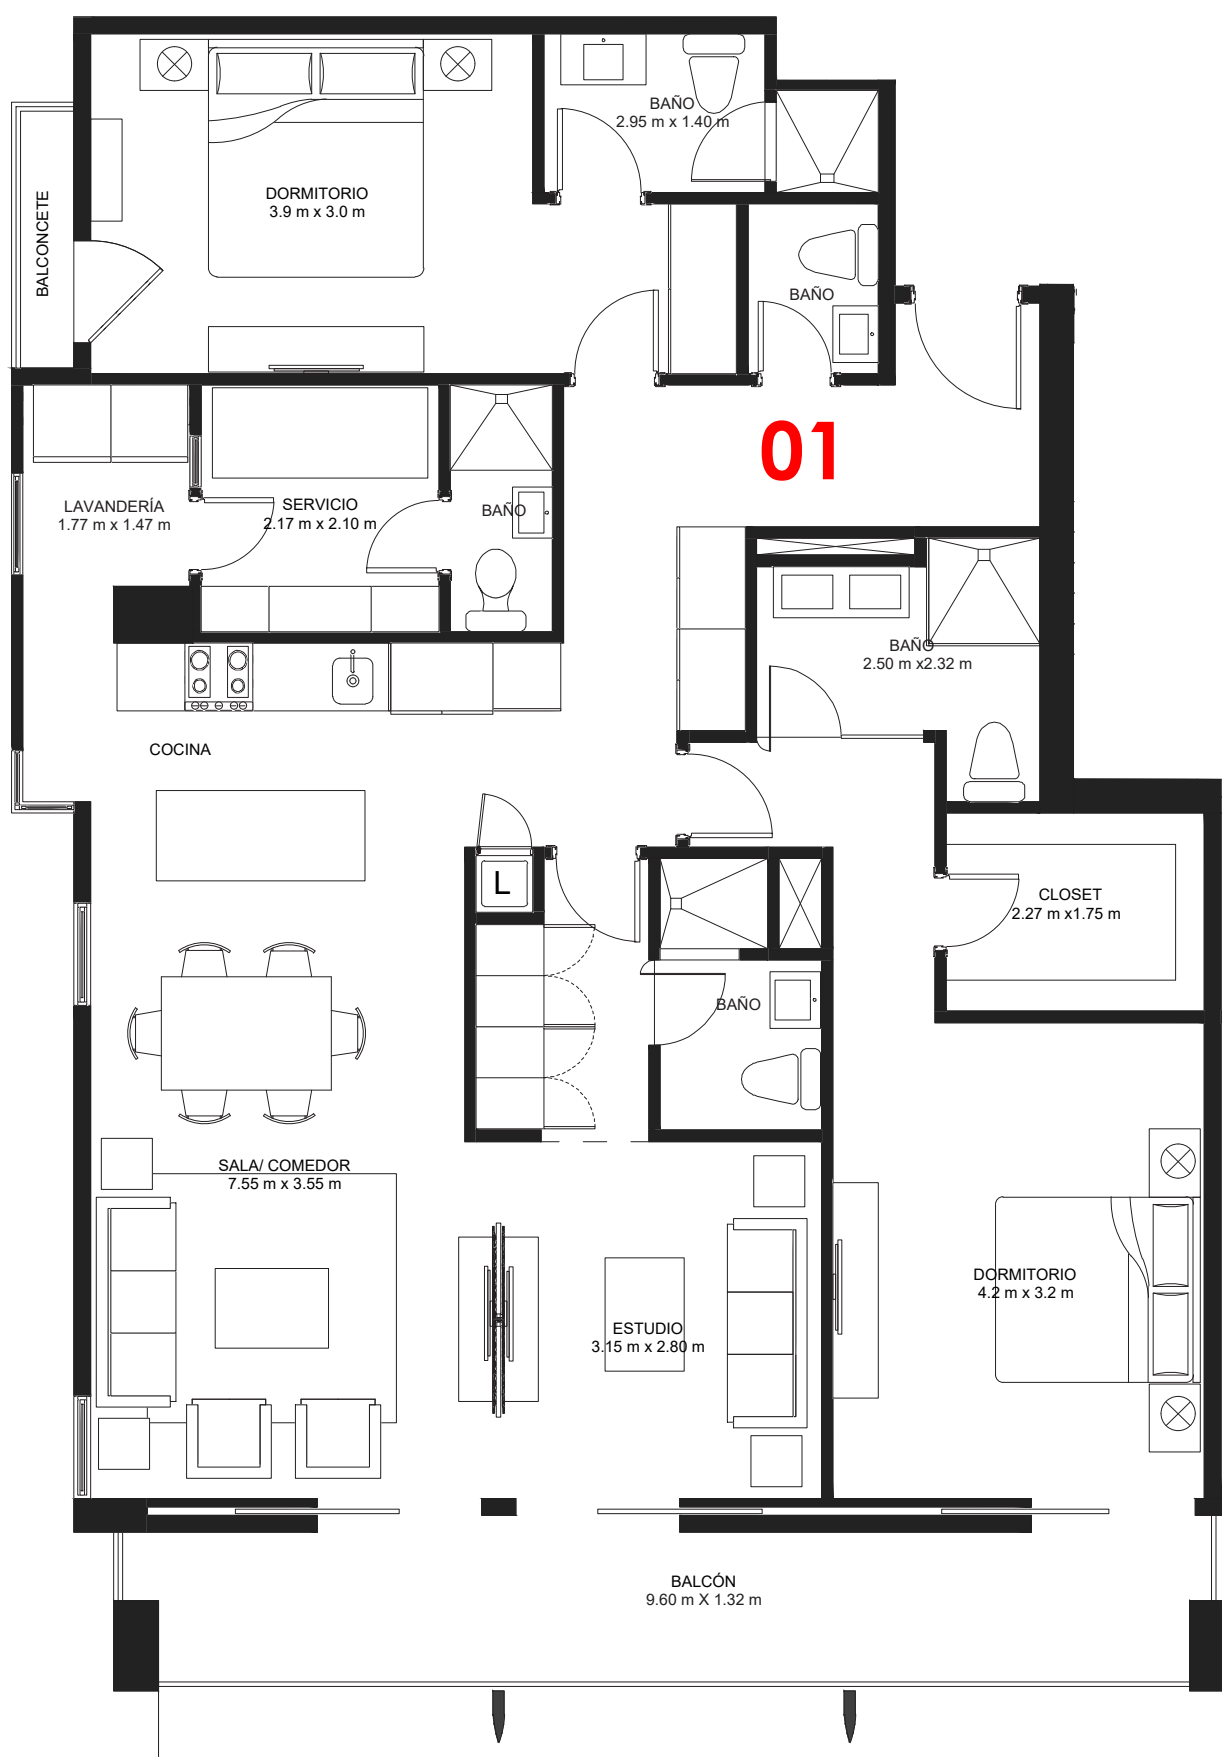 BAÑO
2.95 m x 1.40 m
DORMITORIO
3.9 m x 3.0 m
BALCONCETE
BAÑO
01
LAVANDERÍA
1.77 m x 1.47 m
SERVICIO
2.17 m x 2.10 m
BAÑO
BAÑO
2.50 m x2.32 m
COCINA
L
CLOSET
2.27 m x1.75 m
BAÑO
SALA/ COMEDOR
7.55 m x 3.55 m
DORMITORIO
4.2 m x 3.2 m
ESTUDIO
3.15 m x 2.80 m
BALCÓN
9.60 m X 1.32 m